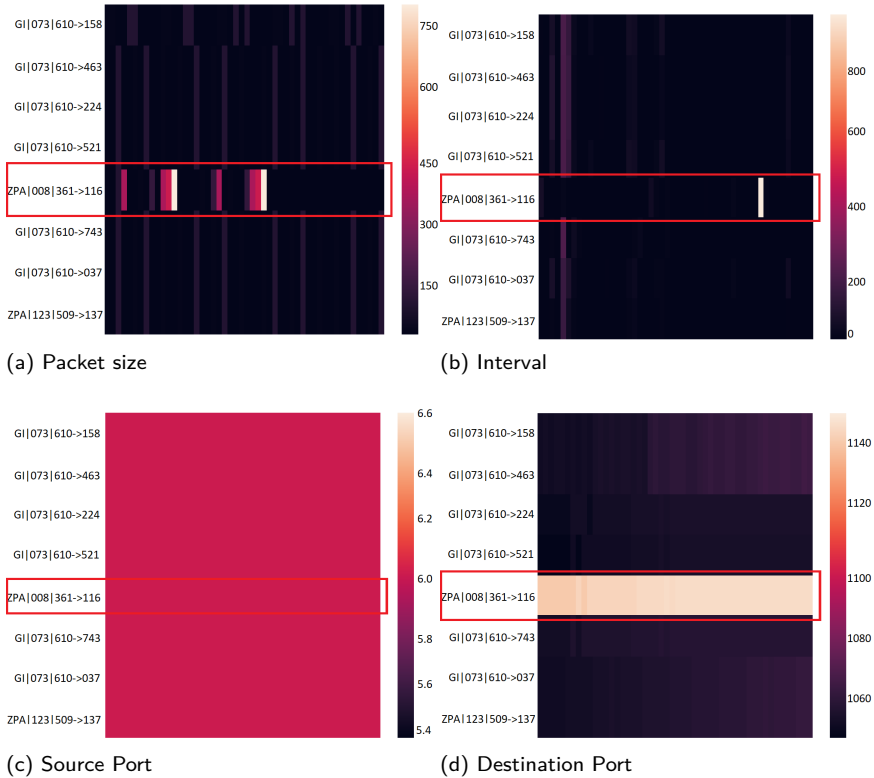 GI|073|610->158
GI|073|610->463
GI|073|610->224
GI|073|610->521
ZPA|008|361->116
GI|073|610->743
GI|073|610->037
ZPA|123|509->137
750
600
450
300
150
(a) Packet size
GI|073|610->158
GI|073|610->463
GI|073|610->224
GI|073|610->521
ZPA|008|361->116
GI|073|610->743
GI|073|610->037
ZPA|123|509->137
800
600
400
200
0
(b) Interval
GI|073|610->158
GI|073|610->463
GI|073|610->224
GI|073|610->521
ZPA|008|361->116
GI|073|610->743
GI|073|610->037
ZPA|123|509->137
6.6
6.4
6.2
6.0
5.8
5.6
5.4
(c) Source Port
GI|073|610->158
GI|073|610->463
GI|073|610->224
GI|073|610->521
ZPA|008|361->116
GI|073|610->743
GI|073|610->037
ZPA|123|509->137
1140
1120
1100
1080
1060
(d) Destination Port